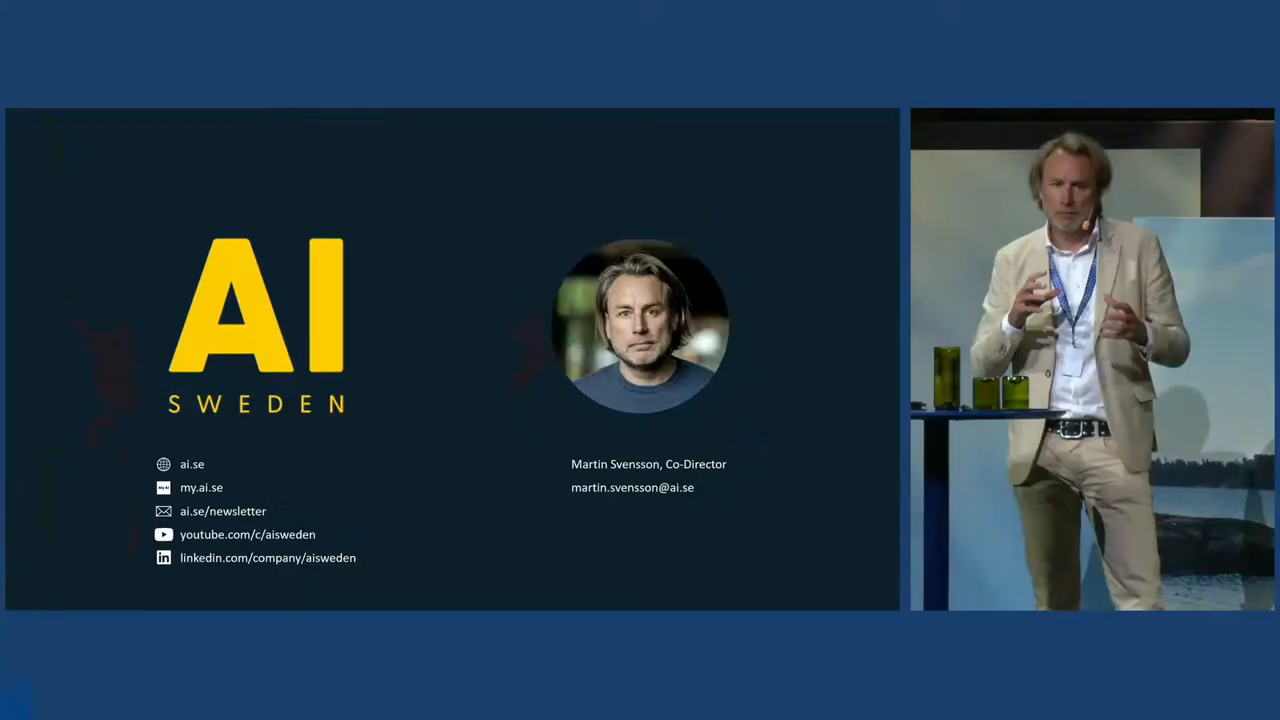 AI
SWEDEN
ai.se
my.ai.se
ai.se/newsletter
youtube.com/c/aisweden
linkedin.com/company/aisweden
Martin Svensson, Co-Director
martin.svensson@ai.se